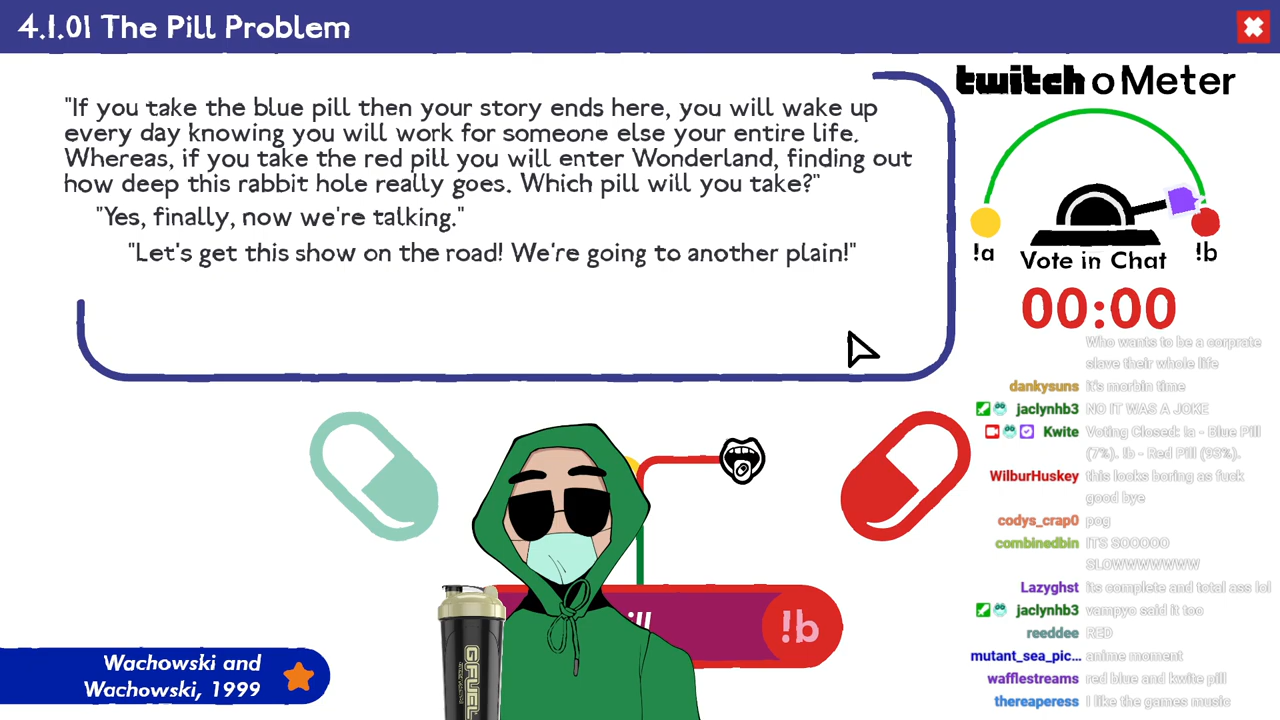 4.1.01 The Pill Problem
"If you take the blue pill then your story ends here, you will wake up
every day knowing you will work for someone else your entire life.
Whereas, if you take the red pill you will enter Wonderland, finding out
how deep this rabbit hole really goes. Which pill will you take?"
"Yes, finally, now we're talking."
"Let's get this show on the road! We're going to another plain!"
twitch o Meter
!a
Vote in Chat
!b
00:00
Who wants to be a corprate
slave their whole life
dankysuns it's morbin time
jaclynhb3 NO IT WAS A JOKE
Kwite Voting Closed: !a - Blue Pill
(7%). !b - Red Pill (93%).
WilburHuskey this looks boring as fuck
good bye
codys_crap0 pog
combinedbin ITS SOOOOO
SLOWWWWWWW
Lazyghst its complete and total ass lol
jaclynhb3 vampyo said it too
reeddee RED
mutant_sea_pic... anime moment
wafflestreams red blue and kwite pill
thereaperess I like the games music
!b
G FUEL
Wachowski and
Wachowski, 1999